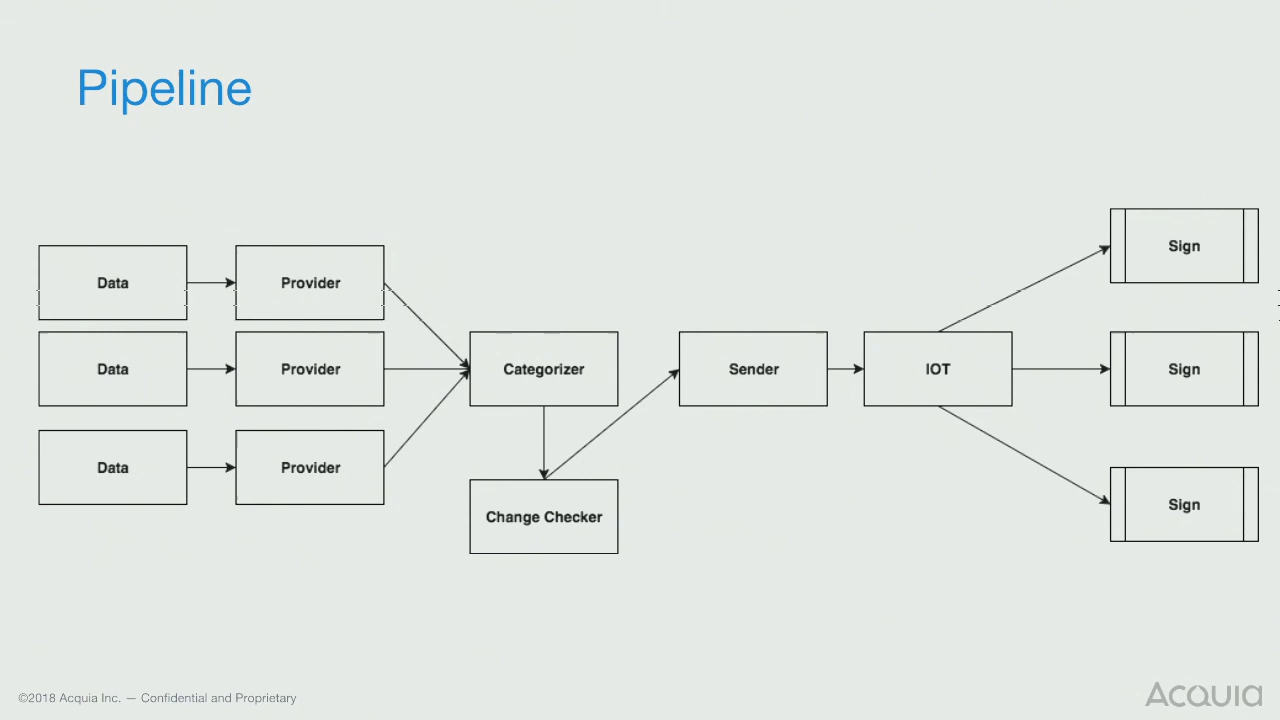 Pipeline
Sign
Data
Provider
Data
Provider
Categorizer
Sender
IOT
Sign
Data
Provider
Change Checker
Sign
©2018 Acquia Inc. — Confidential and Proprietary
Acquia